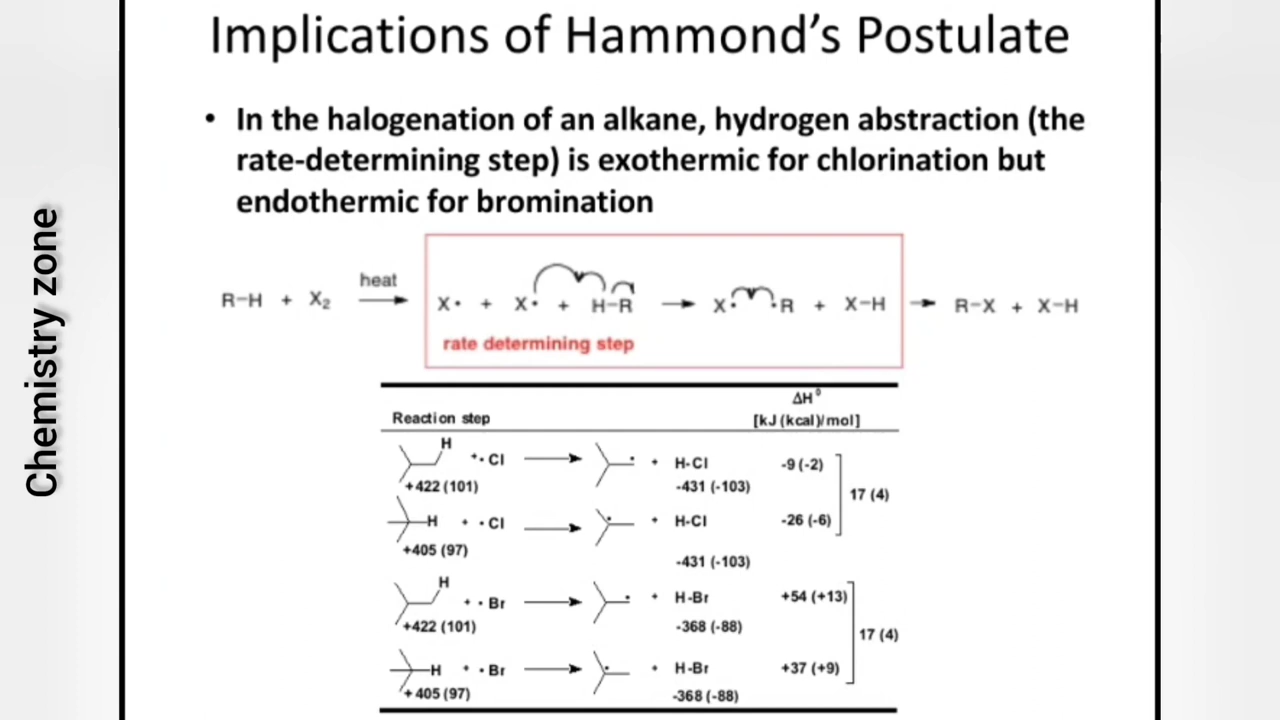 Implications of Hammond's Postulate
• In the halogenation of an alkane, hydrogen abstraction (the
rate-determining step) is exothermic for chlorination but
endothermic for bromination
R–H + X₂ heat X• + X• + H–R X• •R + X–H R–X + X–H
rate determining step
ΔH°
Reaction step [kJ (kcal)/mol]
H
+ • Cl + H-Cl -9 (-2)
+422 (101) -431 (-103)
17 (4)
H + • Cl + H-Cl -26 (-6)
+405 (97)
-431 (-103)
H
+ • Br + H-Br +54 (+13)
+422 (101) -368 (-88)
17 (4)
H + • Br + H-Br +37 (+9)
+ 405 (97) -368 (-88)
Chemistry zone